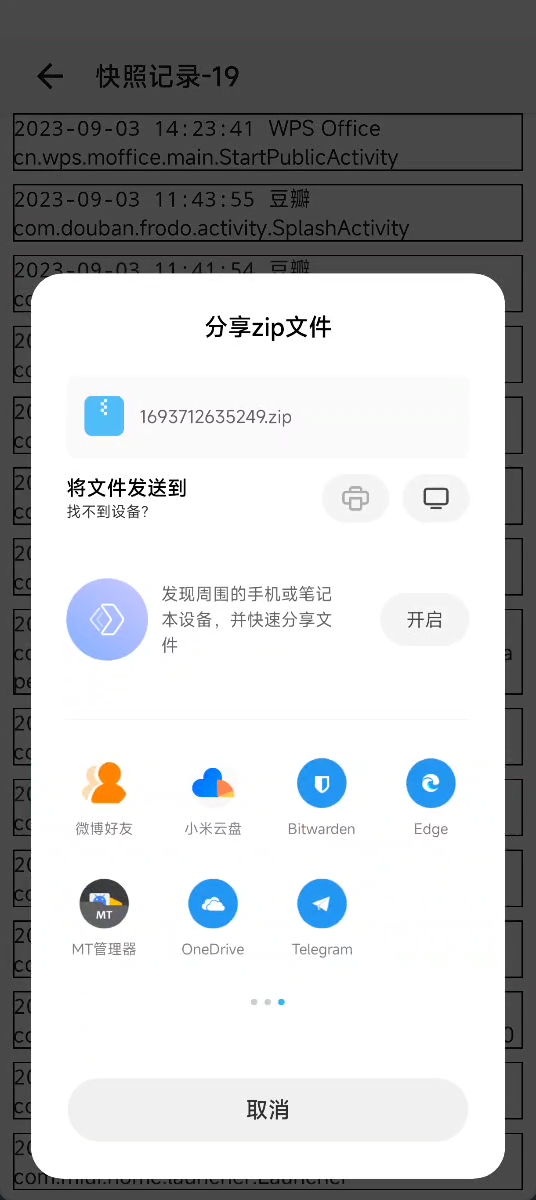 快照记录-19
2023-09-03 14:23:41 WPS Office
cn.wps.moffice.main.StartPublicActivity
2023-09-03 11:43:55 豆瓣
com.douban.frodo.activity.SplashActivity
2023-09-03 11:41:54 豆瓣
分享zip文件
1693712635249.zip
将文件发送到
找不到设备?
发现周围的手机或笔记
本设备，并快速分享文
件
开启
微博好友
小米云盘
Bitwarden
Edge
MT
MT管理器
OneDrive
Telegram
取消
com.miui.home.launcher.Launcher